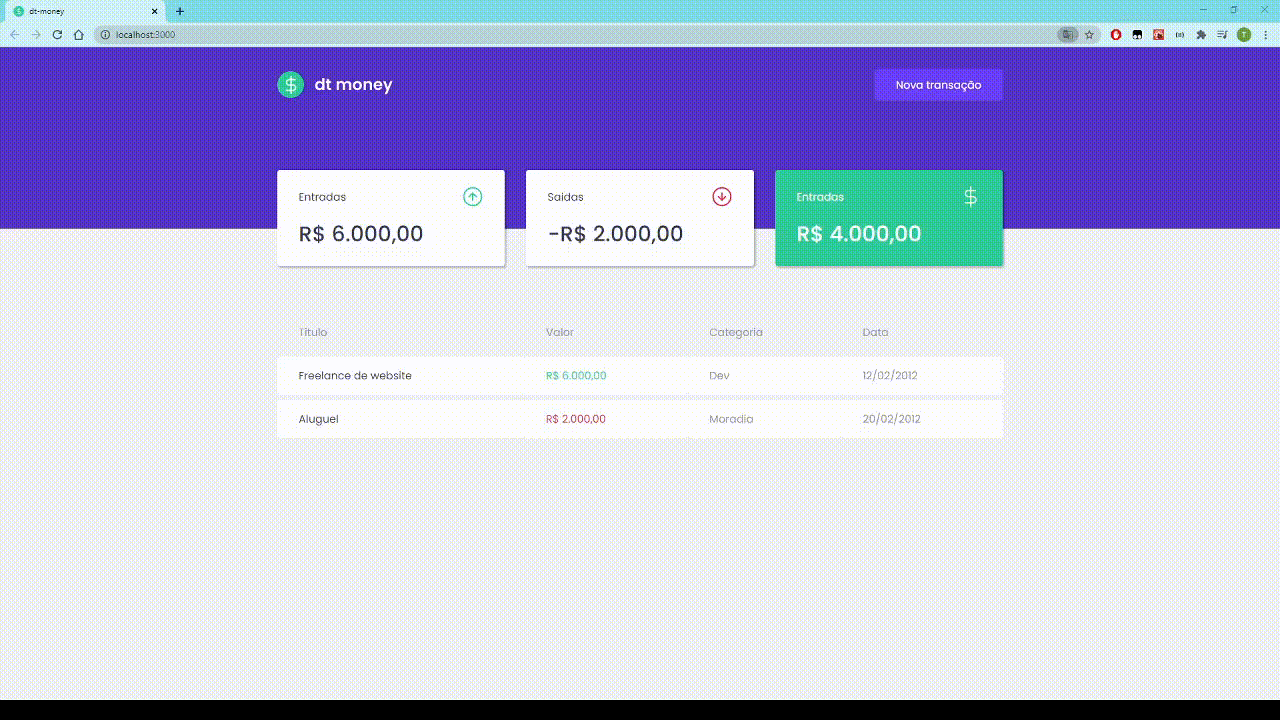 dt-money
localhost:3000
T
dt money
Nova transação
Entradas
R$ 6.000,00
Saídas
-R$ 2.000,00
Entradas
R$ 4.000,00
Título Valor Categoria Data
Freelance de website R$ 6.000,00 Dev 12/02/2012
Aluguel R$ 2.000,00 Moradia 20/02/2012